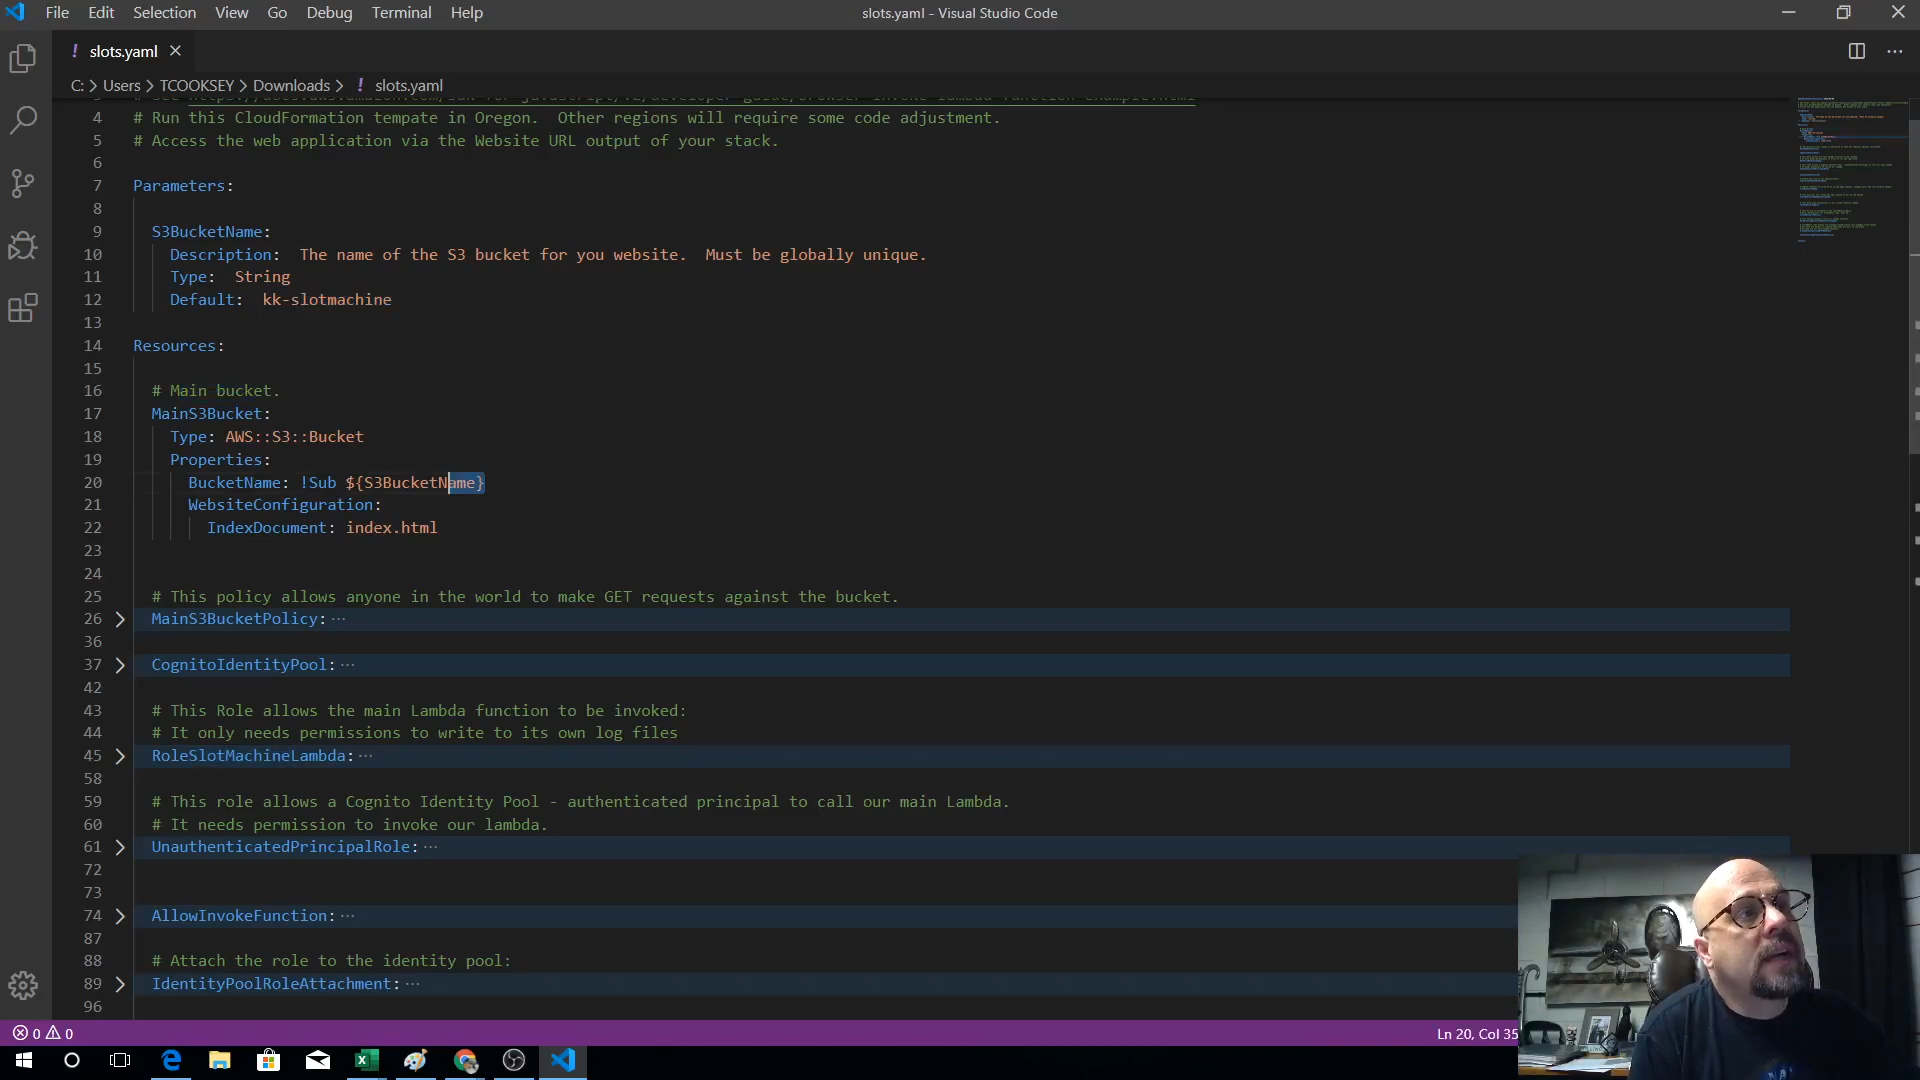 File Edit Selection View Go Debug Terminal Help
slots.yaml - Visual Studio Code
! slots.yaml
C: > Users > TCOOKSEY > Downloads > ! slots.yaml
4 # Run this CloudFormation tempate in Oregon.  Other regions will require some code adjustment.
5 # Access the web application via the Website URL output of your stack.
6
7 Parameters:
8
9 S3BucketName:
10 Description:  The name of the S3 bucket for you website.  Must be globally unique.
11 Type:  String
12 Default:  kk-slotmachine
13
14 Resources:
15
16 # Main bucket.
17 MainS3Bucket:
18 Type: AWS::S3::Bucket
19 Properties:
20 BucketName: !Sub ${S3BucketName}
21 WebsiteConfiguration:
22 IndexDocument: index.html
23
24
25 # This policy allows anyone in the world to make GET requests against the bucket.
26 MainS3BucketPolicy: ···
36
37 CognitoIdentityPool: ···
42
43 # This Role allows the main Lambda function to be invoked:
44 # It only needs permissions to write to its own log files
45 RoleSlotMachineLambda: ···
58
59 # This role allows a Cognito Identity Pool - authenticated principal to call our main Lambda.
60 # It needs permission to invoke our lambda.
61 UnauthenticatedPrincipalRole: ···
72
73
74 AllowInvokeFunction: ···
87
88 # Attach the role to the identity pool:
89 IdentityPoolRoleAttachment: ···
96
0 0
Ln 20, Col 35